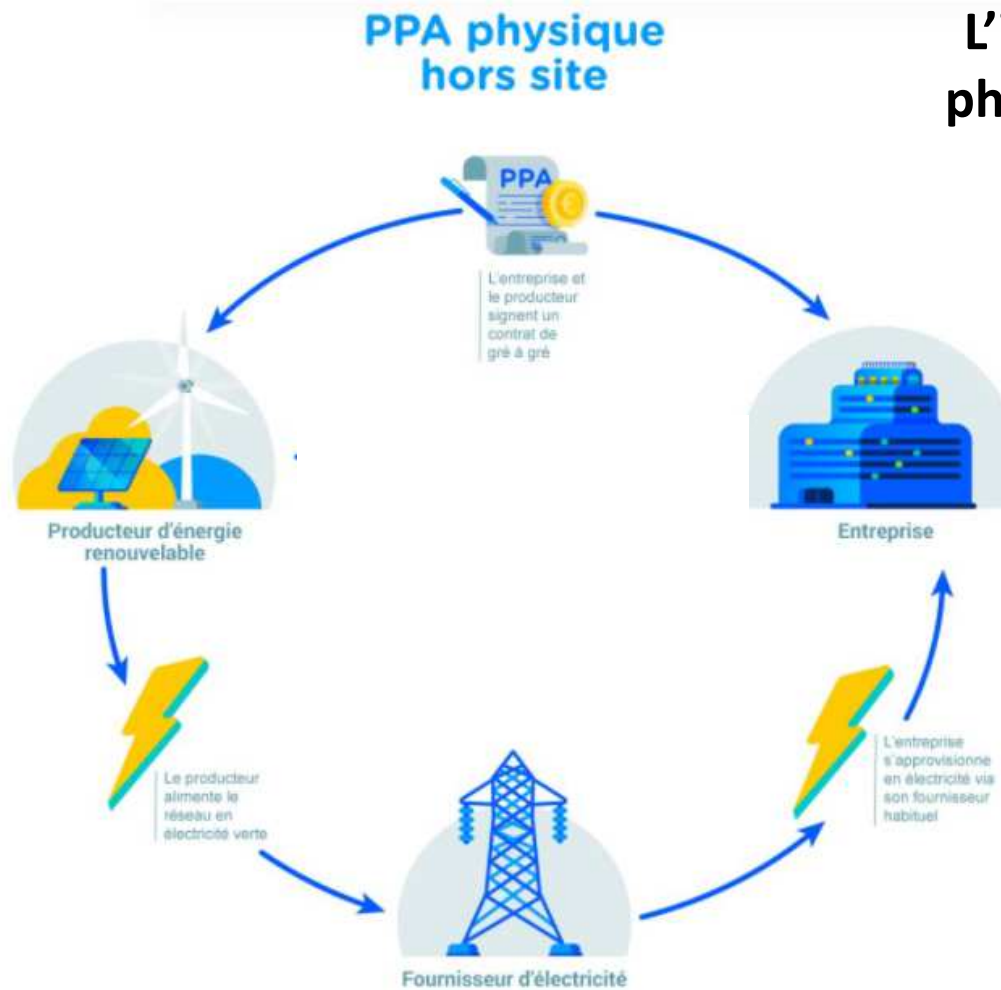 PPA physique
hors site
L'
ph
PPA
L'entreprise et
le producteur
signent un
contrat de
gré à gré
Producteur d'énergie
renouvelable
Entreprise
Le producteur
alimente le
réseau en
électricité verte
L'entreprise
s'approvisionne
en électricité via
son fournisseur
habituel
Fournisseur d'électricité